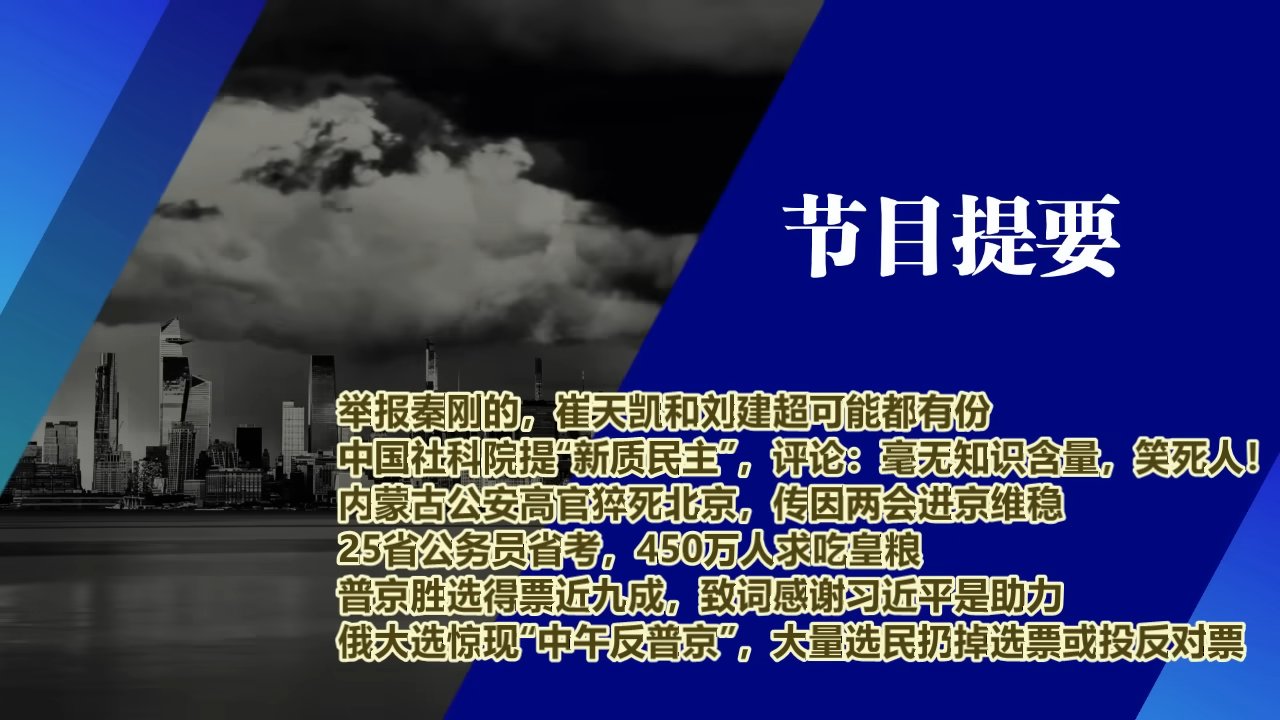 节目提要
举报秦刚的，崔天凯和刘建超可能都有份
中国社科院提“新质民主”，评论：毫无知识含量，笑死人！
内蒙古公安高官猝死北京，传因两会进京维稳
25省公务员省考，450万人求吃皇粮
普京胜选得票近九成，致词感谢习近平是助力
俄大选惊现“中午反普京”，大量选民扔掉选票或投反对票